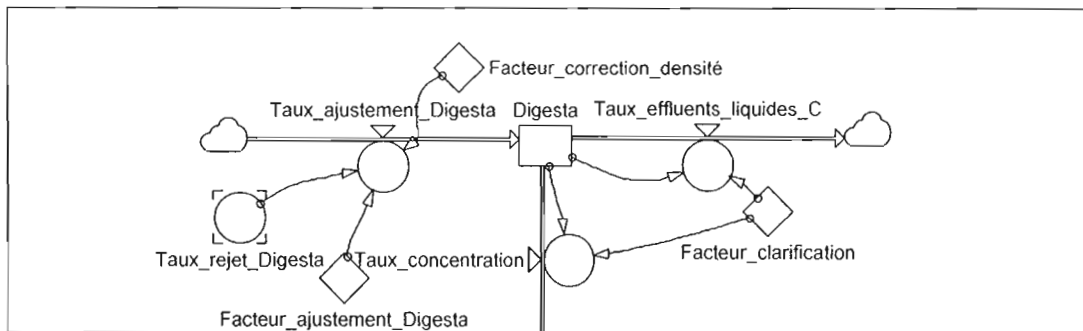 Facteur_correction_densité
Taux_ajustement_Digesta
Digesta
Taux_effluents_liquides_C
Taux_rejet_Digesta
Taux_concentration
Facteur_clarification
Facteur_ajustement_Digesta